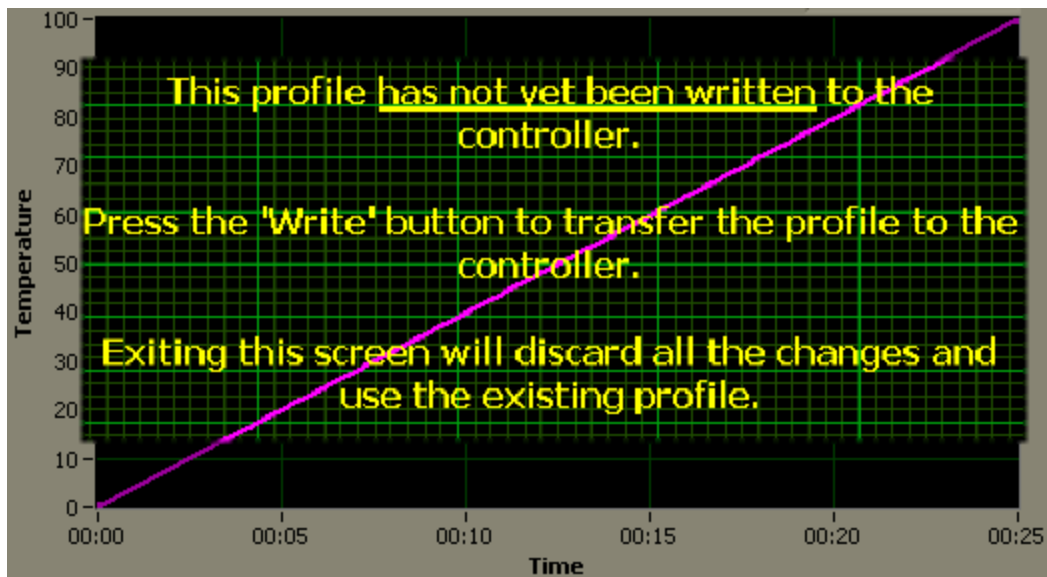 100
90
This profile has not yet been written to the
80
controller.
70
Temperature
60
Press the 'Write' button to transfer the profile to the
50
controller.
40
30
Exiting this screen will discard all the changes and
20
use the existing profile.
10
0
00:00 00:05 00:10 00:15 00:20 00:25
Time